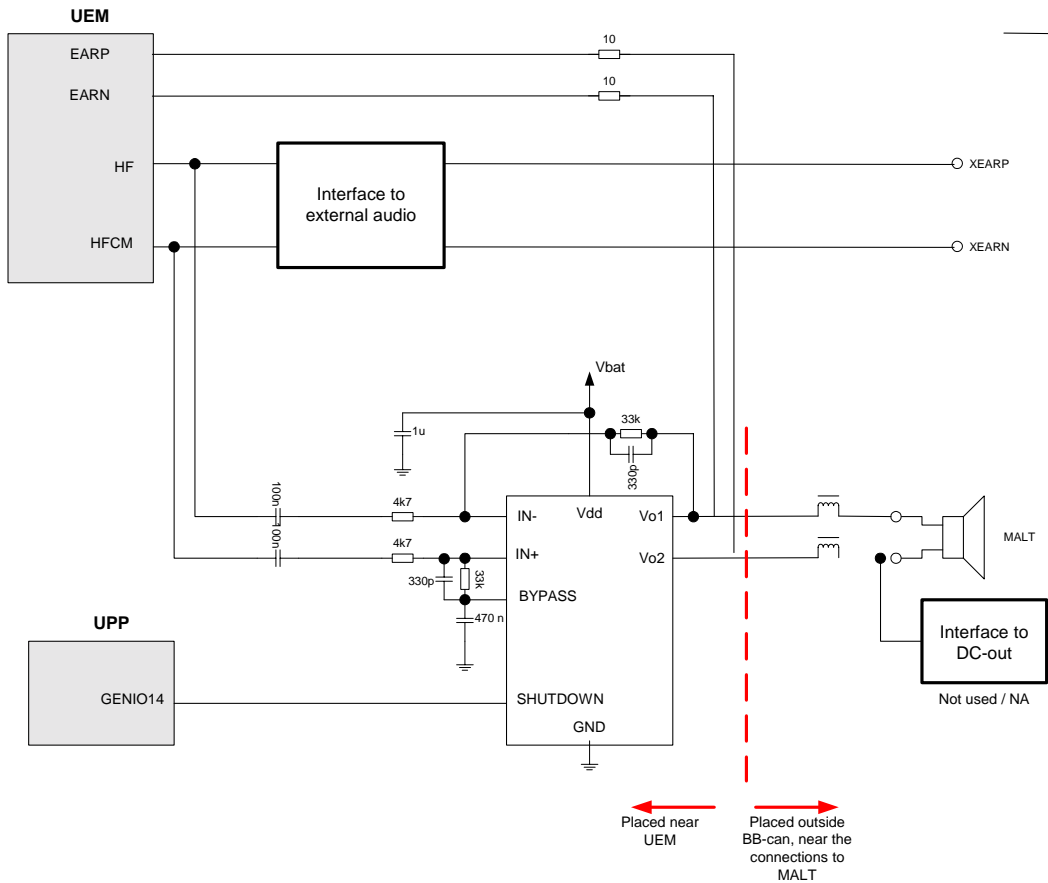 UEM
EARP
10
EARN
10
HF
Interface to
external audio
XEARP
HFCM
XEARN
Vbat
1u
33k
330p
100n
4k7
IN-
Vdd
Vo1
MALT
100n
4k7
IN+
Vo2
330p
33k
BYPASS
470 n
Interface to
DC-out
Not used / NA
UPP
GENIO14
SHUTDOWN
GND
Placed near
UEM
Placed outside
BB-can, near the
connections to
MALT